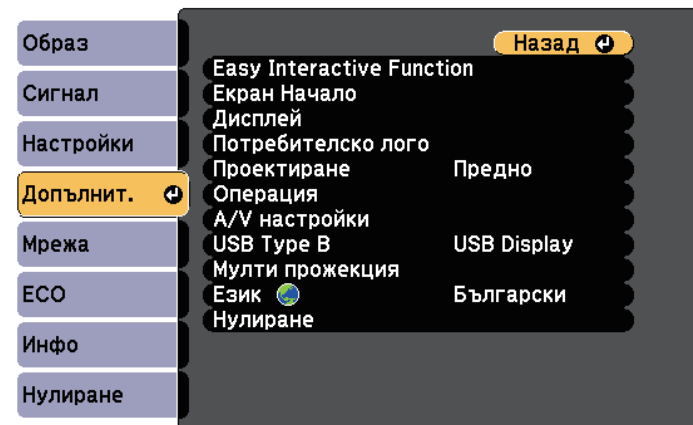 Образ
Сигнал
Настройки
Допълнит.
Мрежа
ECO
Инфо
Нулиране
Назад
Easy Interactive Function
Екран Начало
Дисплей
Потребителско лого
Проектиране Предно
Операция
A/V настройки
USB Type B USB Display
Мулти прожекция
Език Български
Нулиране